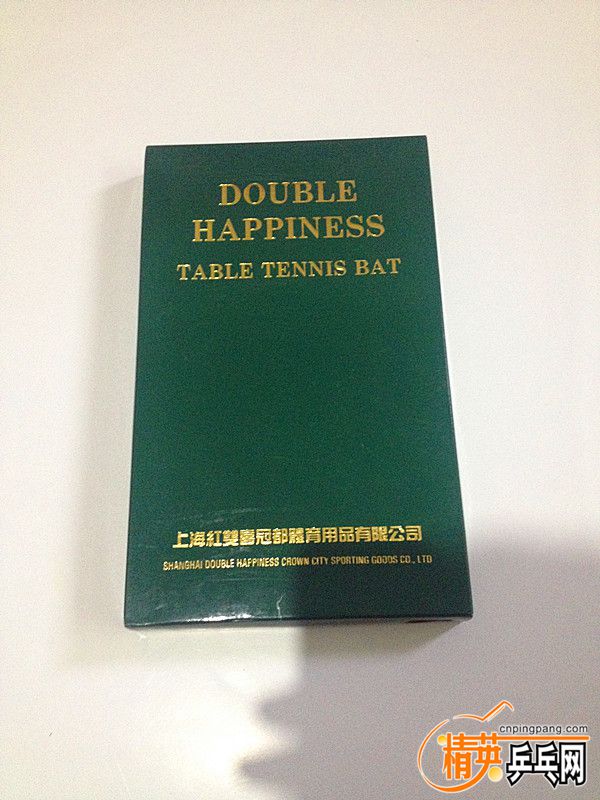 DOUBLE
HAPPINESS
TABLE TENNIS BAT
上海紅雙喜冠都體育用品有限公司
SHANGHAI DOUBLE HAPPINESS CROWN CITY SPORTING GOODS CO., LTD
cnpingpang.com
精英乒乓网